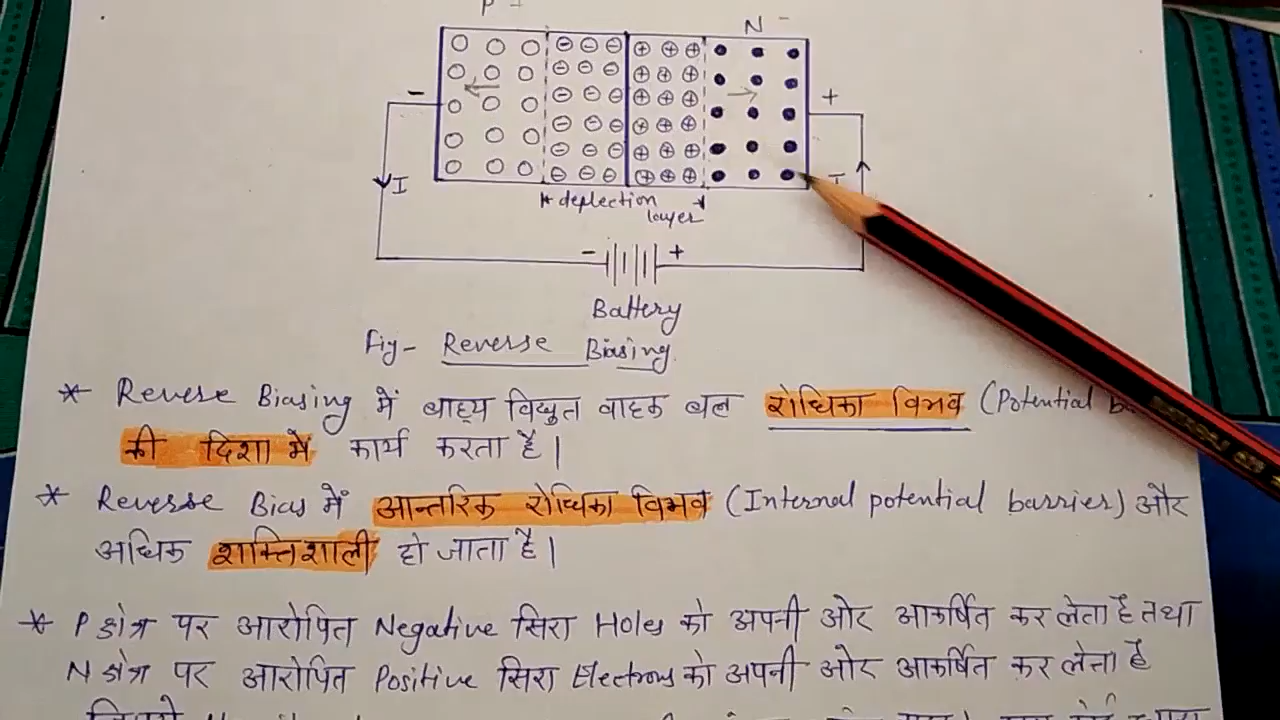 P
N -
- +
I
* deplection
layer
- +
Battery
Fig- Reverse Biasing
* Reverse Biasing में बाह्य विद्युत वाहक बल रोधिका विभव (Potential
की दिशा में कार्य करता है।
* Reverse Bias में आन्तरिक रोधिका विभव (Internal potential barrier) और
अधिक शक्तिशाली हो जाता है।
* P क्षेत्र पर आरोपित Negative सिरा Holes को अपनी ओर आकर्षित कर लेता है तथा
N क्षेत्र पर आरोपित Positive सिरा Electrons को अपनी ओर आकर्षित कर लेता है